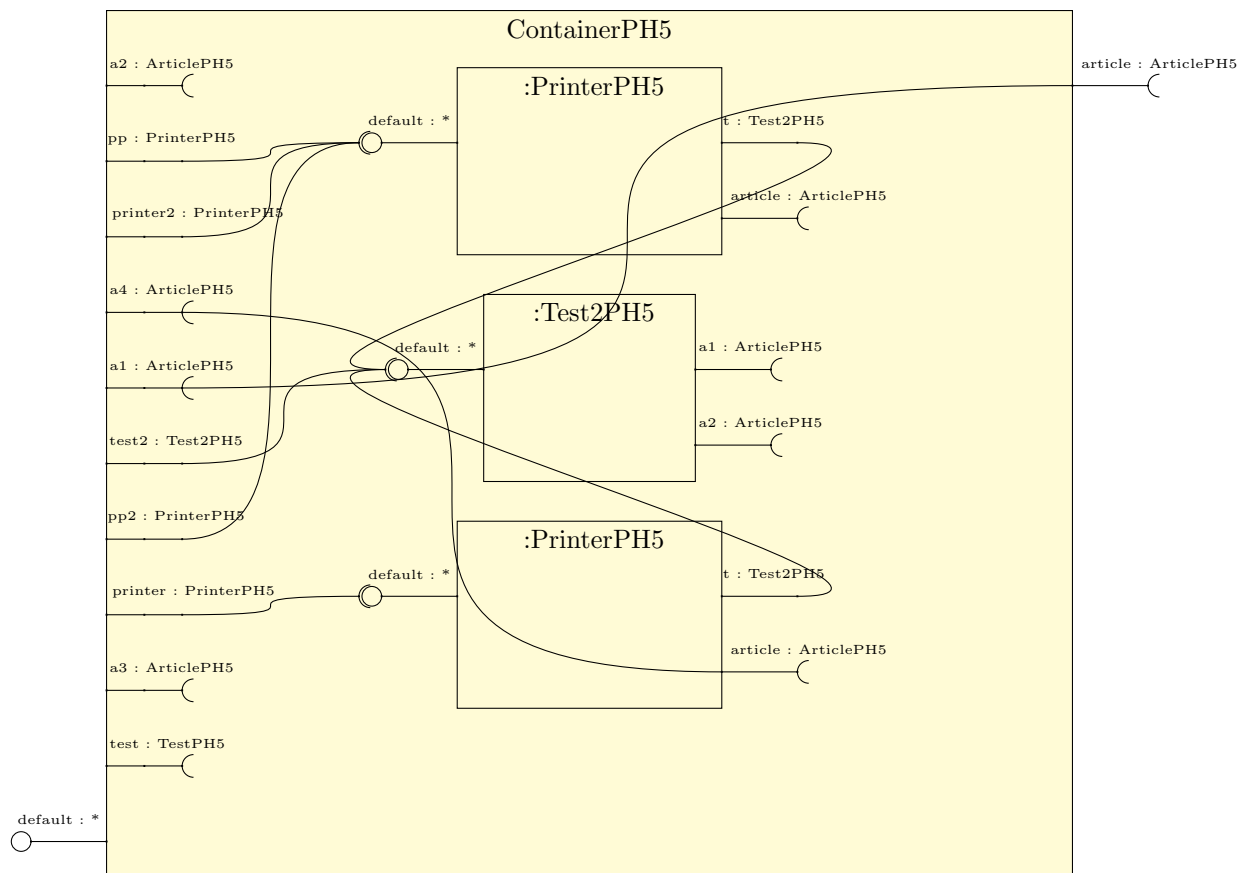 ContainerPH5
a2 : ArticlePH5
article : ArticlePH5
:PrinterPH5
default : *
t : Test2PH5
pp : PrinterPH5
article : ArticlePH5
printer2 : PrinterPH5
a4 : ArticlePH5
:Test2PH5
default : *
a1 : ArticlePH5
a1 : ArticlePH5
a2 : ArticlePH5
test2 : Test2PH5
pp2 : PrinterPH5
:PrinterPH5
default : *
t : Test2PH5
printer : PrinterPH5
article : ArticlePH5
a3 : ArticlePH5
test : TestPH5
default : *